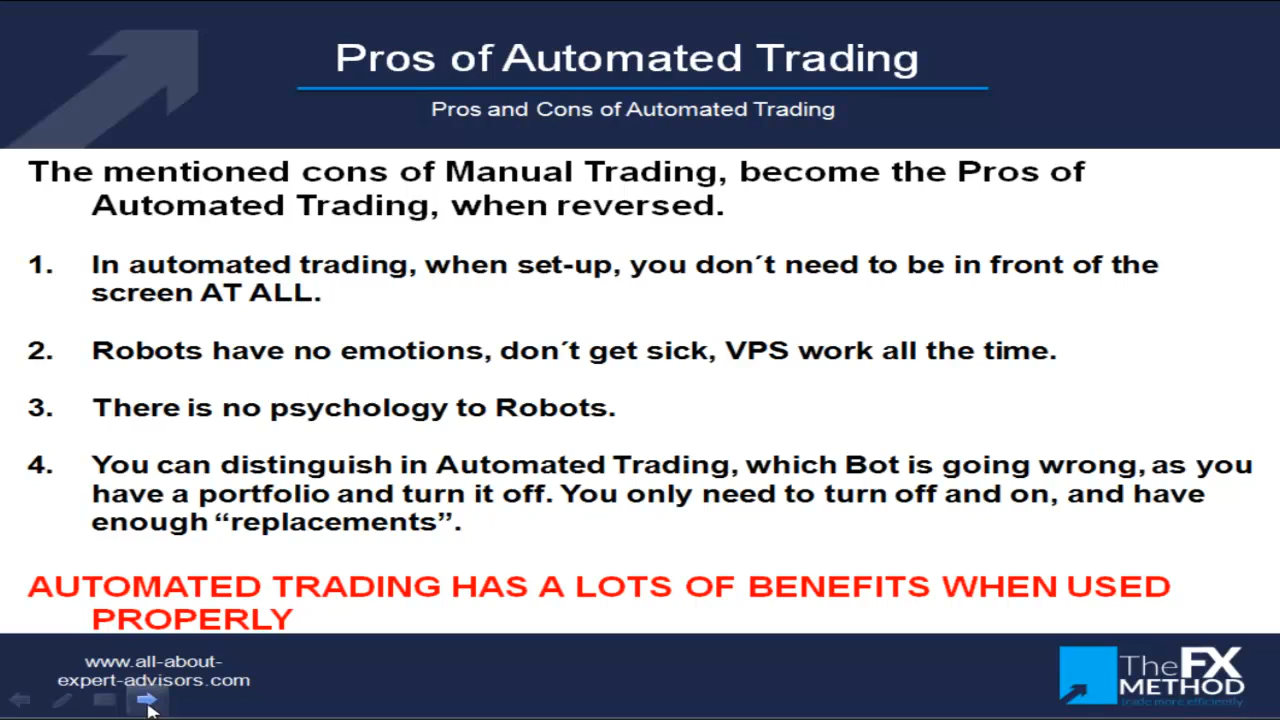 Pros of Automated Trading
Pros and Cons of Automated Trading
The mentioned cons of Manual Trading, become the Pros of
Automated Trading, when reversed.
1. In automated trading, when set-up, you don´t need to be in front of the
screen AT ALL.
2. Robots have no emotions, don´t get sick, VPS work all the time.
3. There is no psychology to Robots.
4. You can distinguish in Automated Trading, which Bot is going wrong, as you
have a portfolio and turn it off. You only need to turn off and on, and have
enough “replacements”.
AUTOMATED TRADING HAS A LOTS OF BENEFITS WHEN USED
PROPERLY
www.all-about-
expert-advisors.com
The FX
METHOD
trade more efficiently